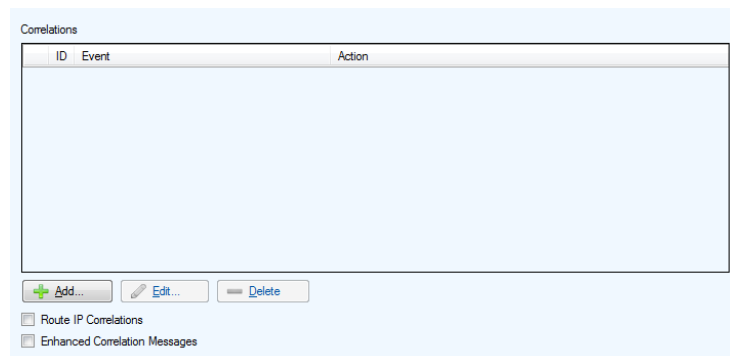 Correlations
ID Event Action
Add... Edit... Delete
Route IP Correlations
Enhanced Correlation Messages